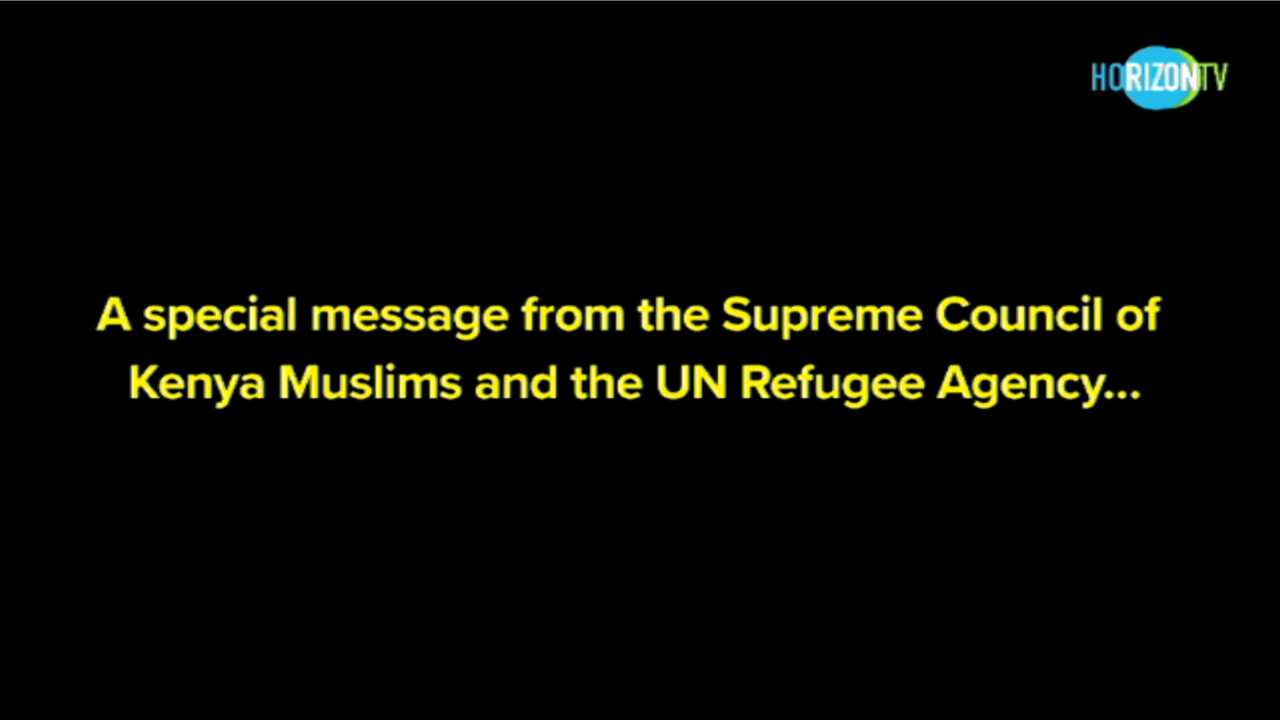 HORIZONTV
A special message from the Supreme Council of
Kenya Muslims and the UN Refugee Agency...